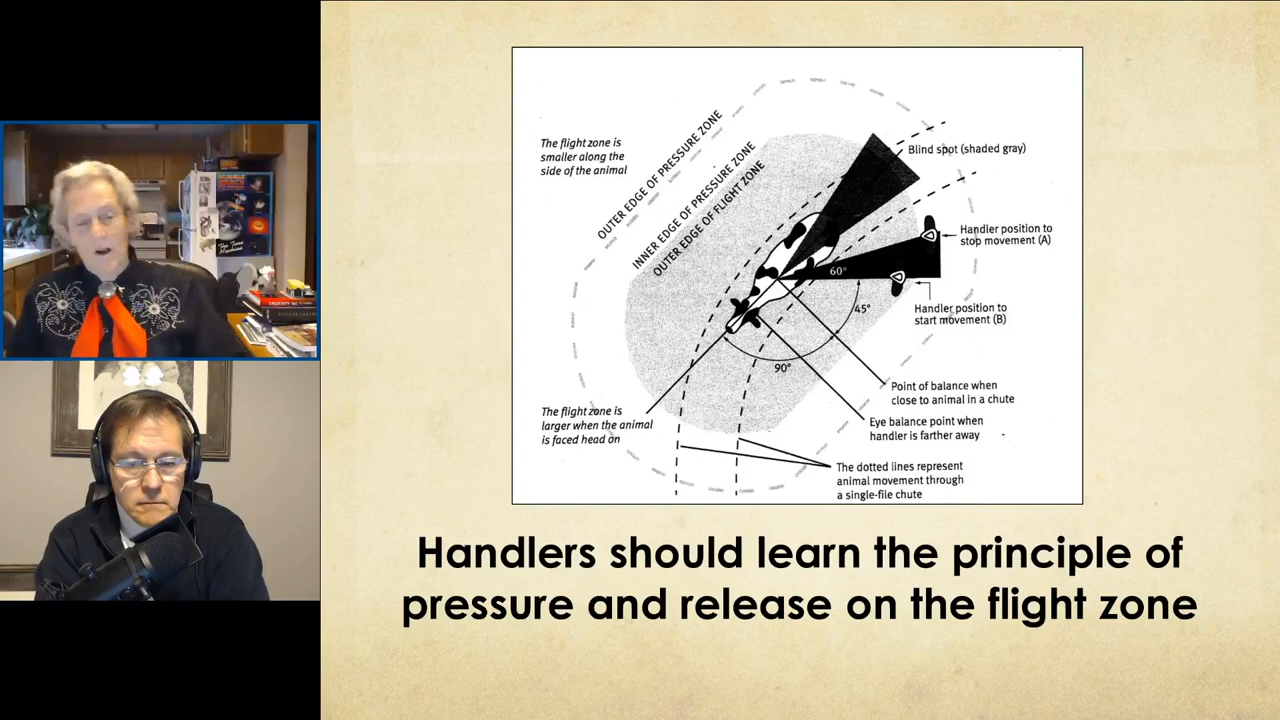 The flight zone is
smaller along the
side of the animal
OUTER EDGE OF PRESSURE ZONE
INNER EDGE OF PRESSURE ZONE
OUTER EDGE OF FLIGHT ZONE
Blind spot (shaded gray)
Handler position to
stop movement (A)
60°
45°
Handler position to
start movement (B)
90°
Point of balance when
close to animal in a chute
The flight zone is
larger when the animal
is faced head on
Eye balance point when
handler is farther away
The dotted lines represent
animal movement through
a single-file chute
Handlers should learn the principle of
pressure and release on the flight zone